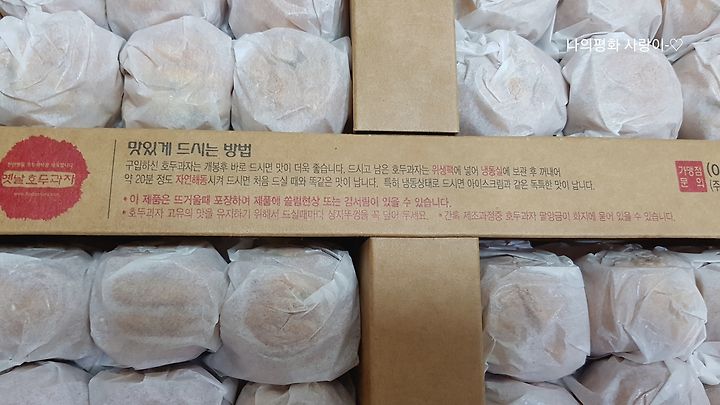 나의평화 사랑이-♡
맛있게 드시는 방법
옛날호두과자
구입하신 호두과자는 개봉후 바로 드시면 맛이 더욱 좋습니다. 드시고 남은 호두과자는 위생팩에 넣어 냉동실에 보관 후 꺼내어
약 20분 정도 자연해동시켜 드시면 처음 드실 때와 똑같은 맛이 납니다. 특히 냉동상태로 드시면 아이스크림과 같은 독특한 맛이 납니다.
• 이 제품은 뜨거울때 포장하여 제품에 쏠림현상 또는 김서림이 있을 수 있습니다.
• 호두과자 고유의 맛을 유지하기 위해서 드실때마다 상자뚜껑을 꼭 덮어 두세요. * 간혹 제조과정중 호두과자 팥앙금이 화지에 묻어 있을 수 있습니다.
가맹점
문 의